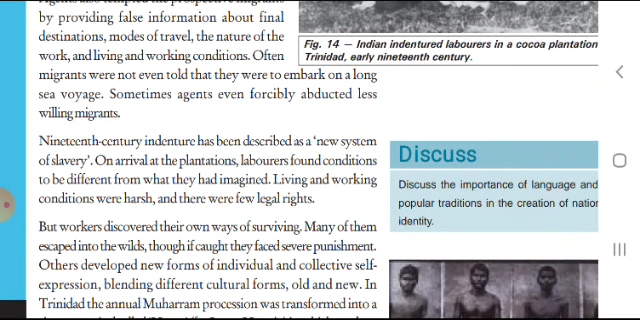 Agents also tempted the prospective migrants
by providing false information about final
destinations, modes of travel, the nature of the
work, and living and working conditions. Often
migrants were not even told that they were to embark on a long
sea voyage. Sometimes agents even forcibly abducted less
willing migrants.
Nineteenth-century indenture has been described as a ‘new system
of slavery’. On arrival at the plantations, labourers found conditions
to be different from what they had imagined. Living and working
conditions were harsh, and there were few legal rights.
But workers discovered their own ways of surviving. Many of them
escaped into the wilds, though if caught they faced severe punishment.
Others developed new forms of individual and collective self-
expression, blending different cultural forms, old and new. In
Trinidad the annual Muharram procession was transformed into a
Fig. 14 — Indian indentured labourers in a cocoa plantation
Trinidad, early nineteenth century.
Discuss
Discuss the importance of language and
popular traditions in the creation of nation
identity.